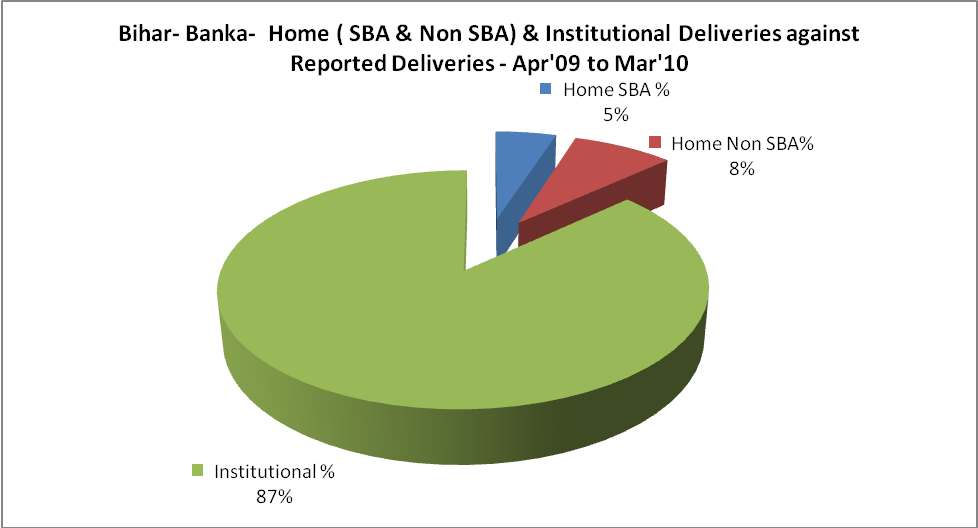 Bihar- Banka-  Home ( SBA & Non SBA) & Institutional Deliveries against
Reported Deliveries - Apr'09 to Mar'10
Home SBA %
5%
Home Non SBA%
8%
Institutional %
87%